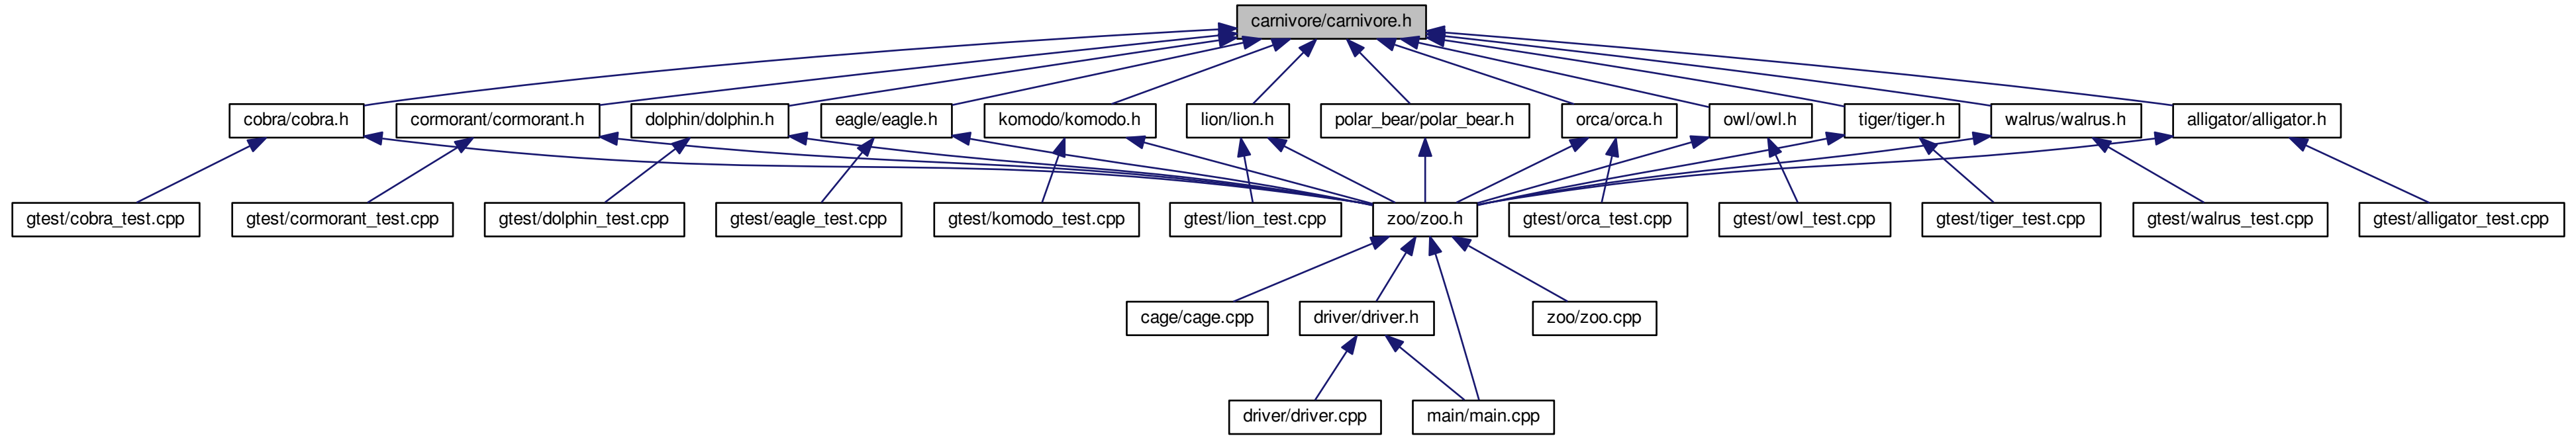 carnivore/carnivore.h
cobra/cobra.h
cormorant/cormorant.h
dolphin/dolphin.h
eagle/eagle.h
komodo/komodo.h
lion/lion.h
polar_bear/polar_bear.h
orca/orca.h
owl/owl.h
tiger/tiger.h
walrus/walrus.h
alligator/alligator.h
gtest/cobra_test.cpp
gtest/cormorant_test.cpp
gtest/dolphin_test.cpp
gtest/eagle_test.cpp
gtest/komodo_test.cpp
gtest/lion_test.cpp
zoo/zoo.h
gtest/orca_test.cpp
gtest/owl_test.cpp
gtest/tiger_test.cpp
gtest/walrus_test.cpp
gtest/alligator_test.cpp
cage/cage.cpp
driver/driver.h
zoo/zoo.cpp
driver/driver.cpp
main/main.cpp